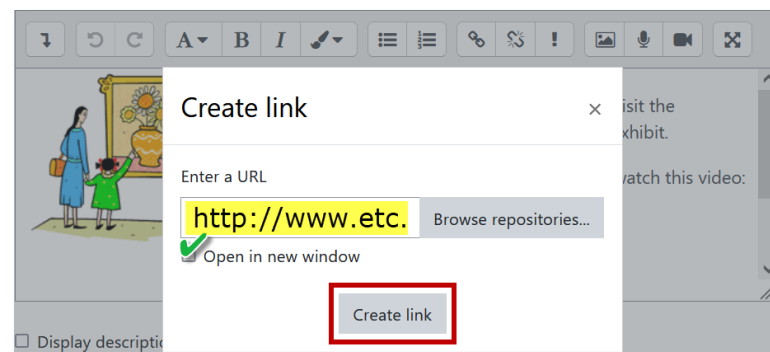 A B I !
Create link ×
isit the
xhibit.
Enter a URL
vatch this video:
http://www.etc. Browse repositories...
Open in new window
Create link
Display descriptio